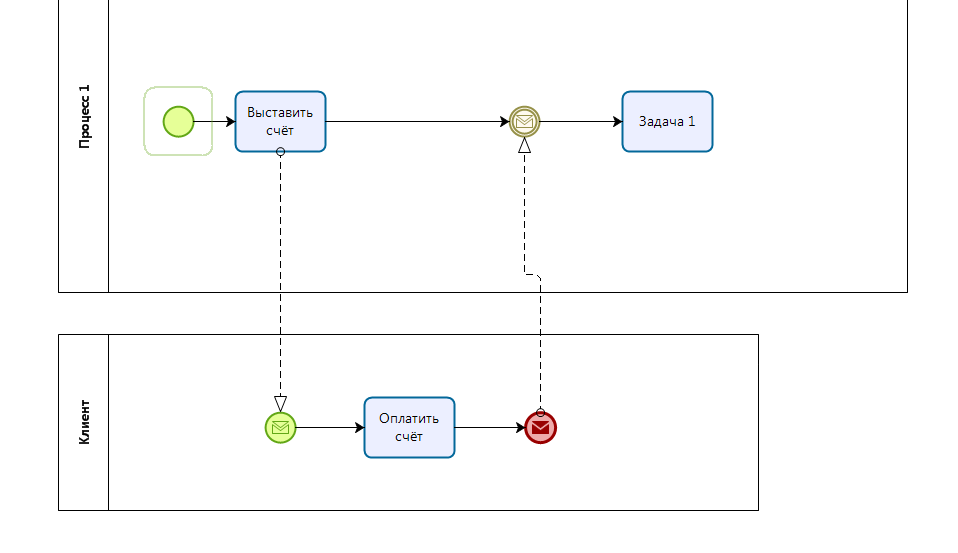 Процесс 1
Выставить
счёт
Задача 1
Клиент
Оплатить
счёт